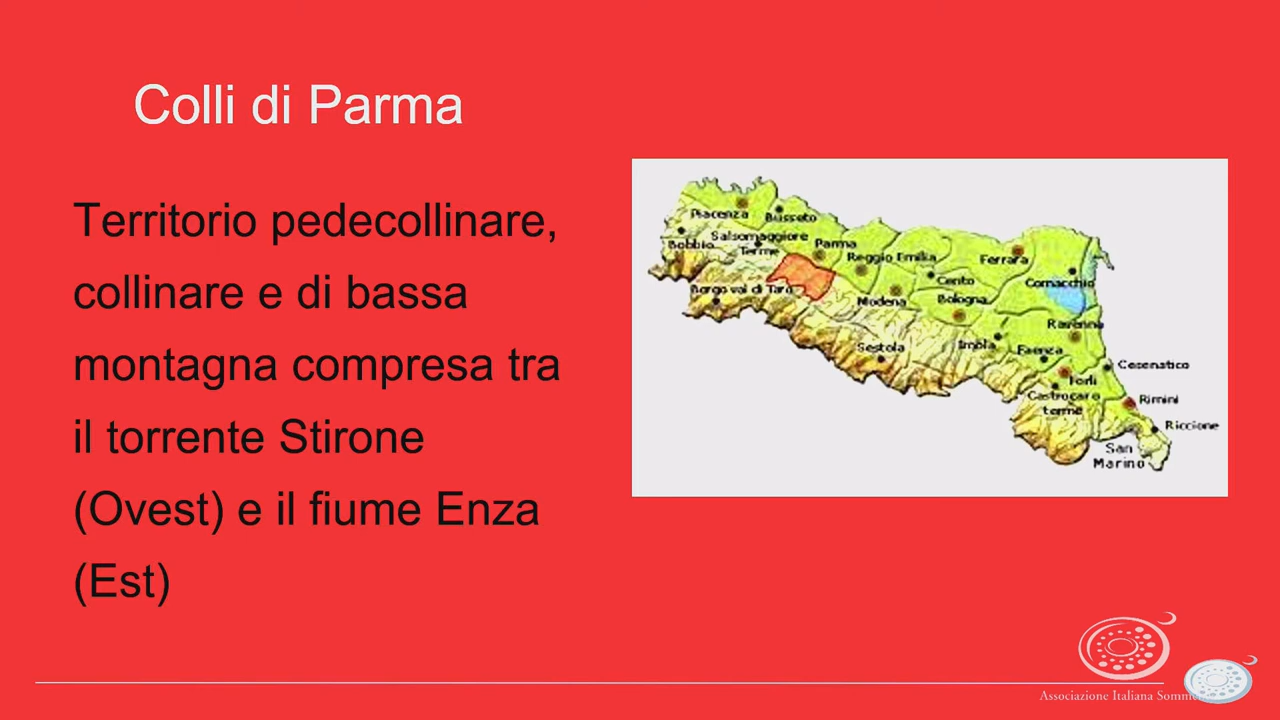 Colli di Parma
Territorio pedecollinare,
collinare e di bassa
montagna compresa tra
il torrente Stirone
(Ovest) e il fiume Enza
(Est)
Piacenza
Busseto
Bobbio
Salsomaggiore
Terme
Parma
Reggio Emilia
Ferrara
Borgo val di Taro
Modena
Cento
Bologna
Comacchio
Ravenna
Sestola
Imola
Faenza
Cesenatico
Forlì
Castrocaro
terme
Rimini
Riccione
San
Marino
Associazione Italiana